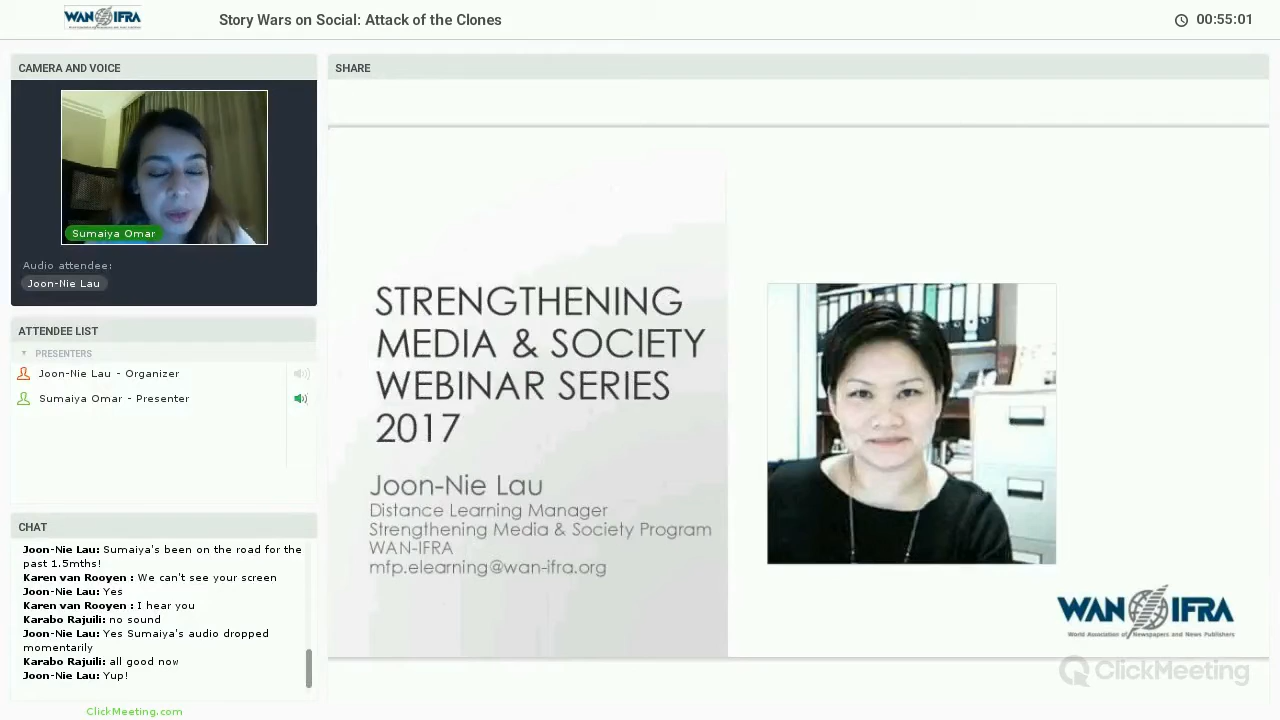 WAN IFRA
Story Wars on Social: Attack of the Clones
00:55:01
CAMERA AND VOICE
Sumaiya Omar
Audio attendee:
Joon-Nie Lau
ATTENDEE LIST
PRESENTERS
Joon-Nie Lau - Organizer
Sumaiya Omar - Presenter
CHAT
Joon-Nie Lau: Sumaiya's been on the road for the
past 1.5mths!
Karen van Rooyen : We can't see your screen
Joon-Nie Lau: Yes
Karen van Rooyen : I hear you
Karabo Rajuili: no sound
Joon-Nie Lau: Yes Sumaiya's audio dropped
momentarily
Karabo Rajuili: all good now
Joon-Nie Lau: Yup!
ClickMeeting.com
SHARE
STRENGTHENING
MEDIA & SOCIETY
WEBINAR SERIES
2017
Joon-Nie Lau
Distance Learning Manager
Strengthening Media & Society Program
WAN-IFRA
mfp.elearning@wan-ifra.org
WAN IFRA
World Association of Newspapers and News Publishers
ClickMeeting